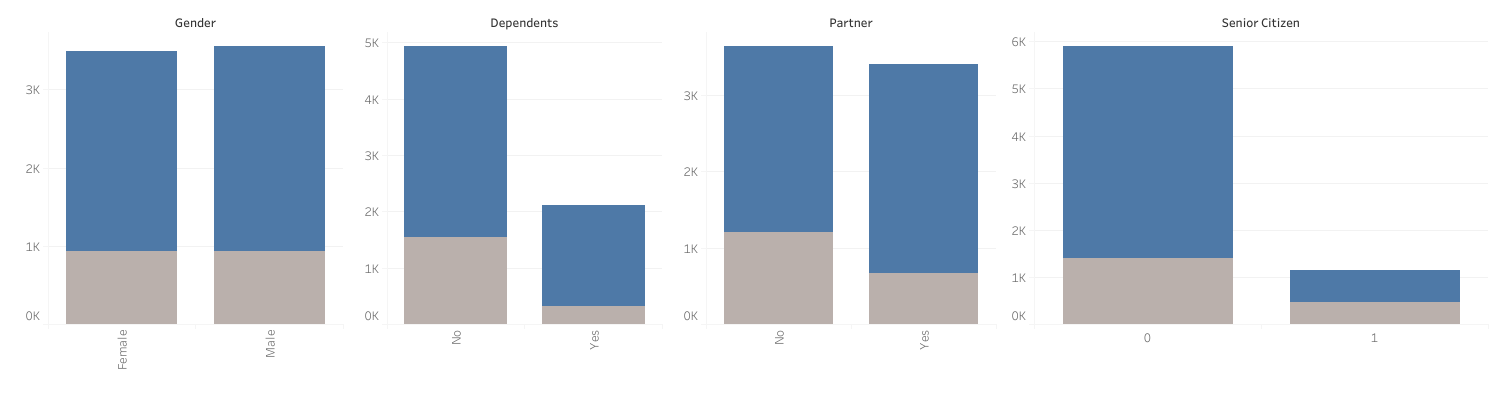 Gender
3K
2K
1K
0K
Female
Male
Dependents
5K
4K
3K
2K
1K
0K
No
Yes
Partner
3K
2K
1K
0K
No
Yes
Senior Citizen
6K
5K
4K
3K
2K
1K
0K
0
1